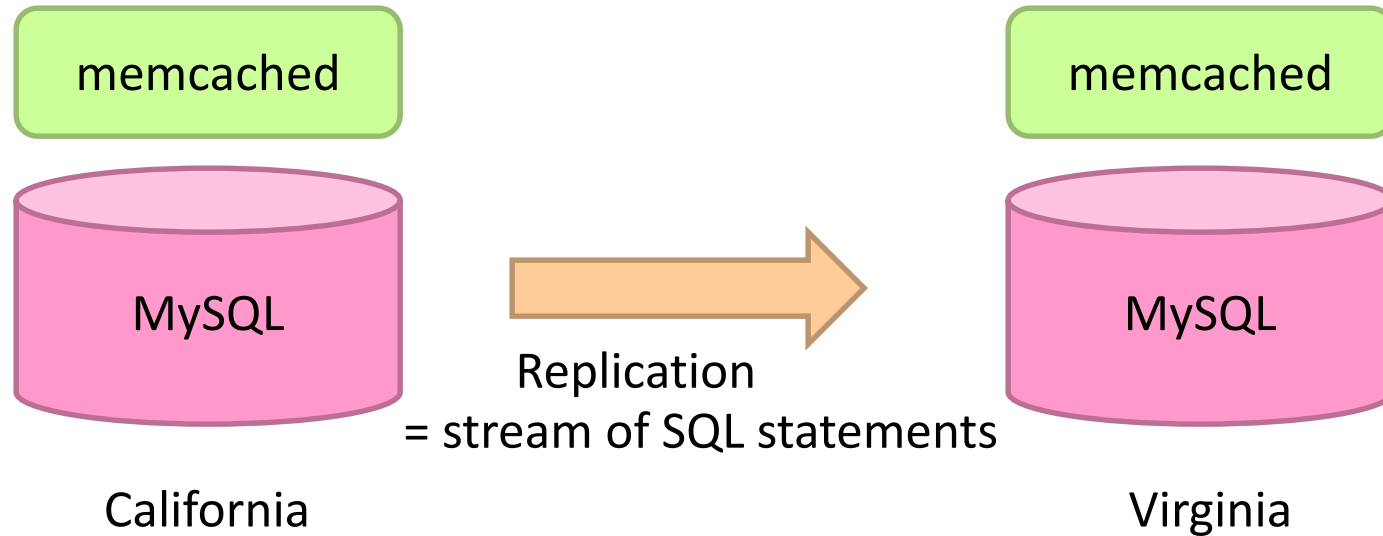 memcached
memcached
MySQL
MySQL
Replication
= stream of SQL statements
California
Virginia